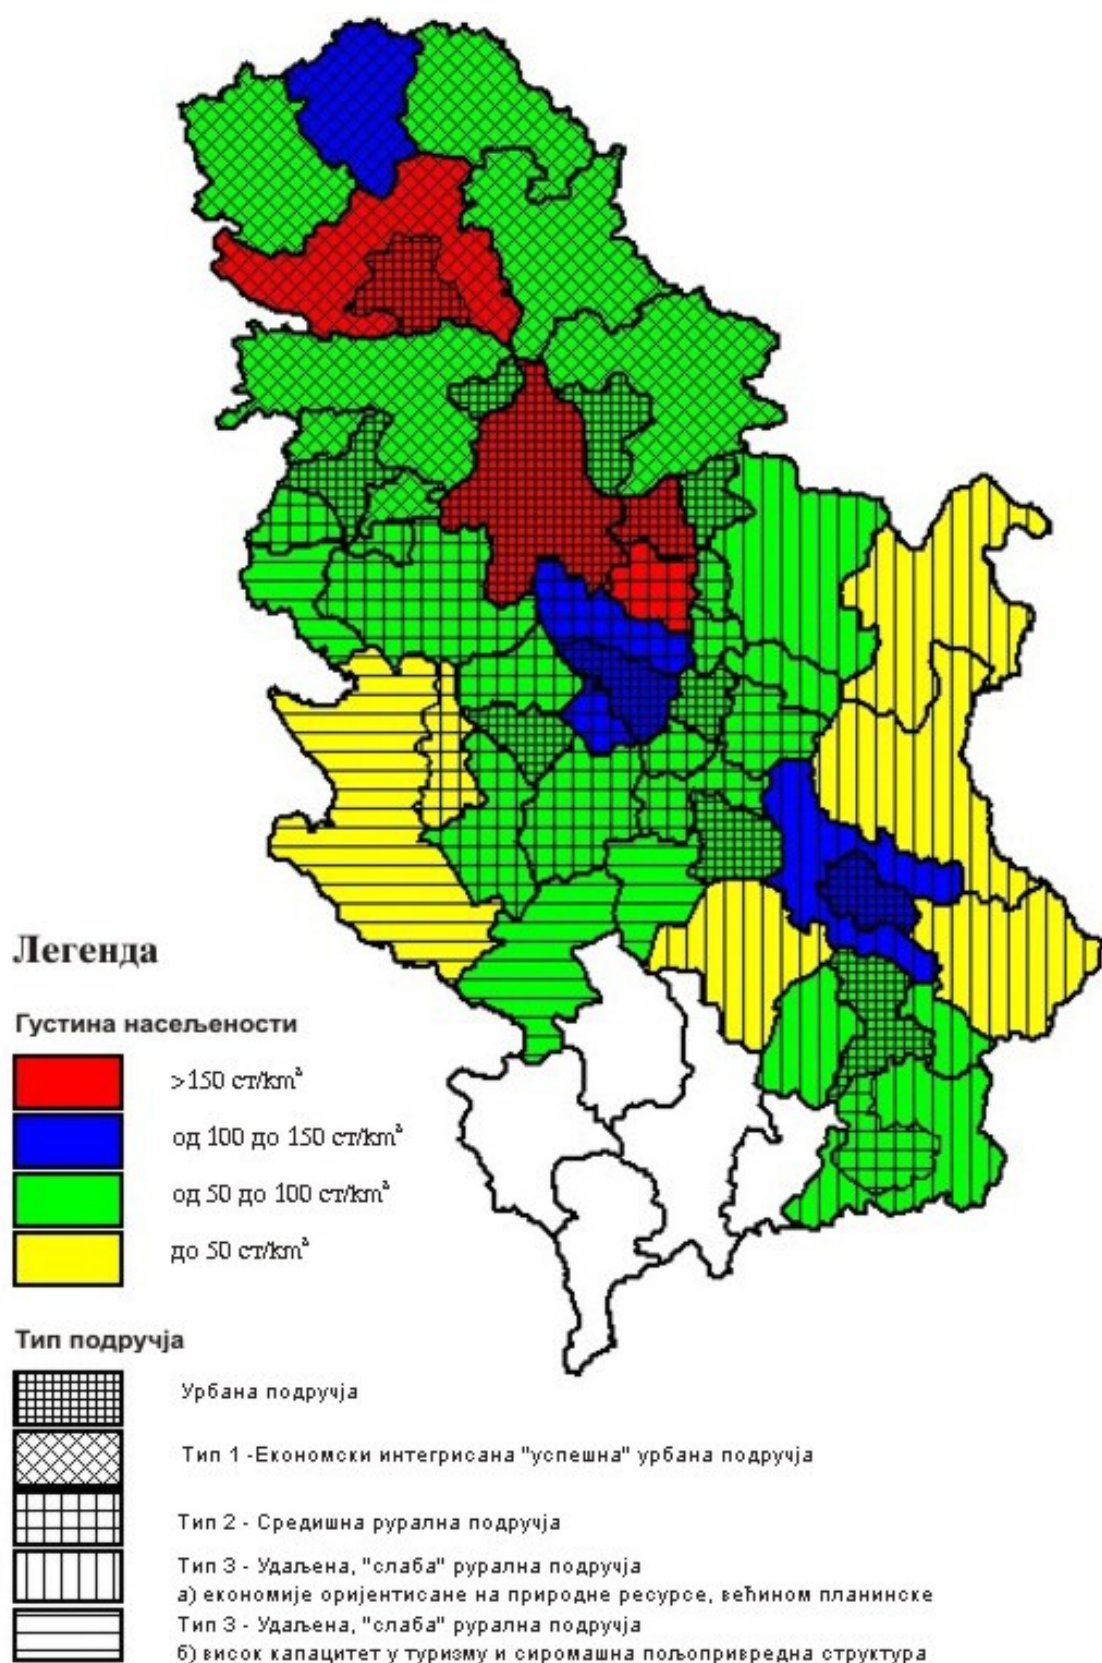 Легенда
Густина насељености
>150 ст/km²
од 100 до 150 ст/km²
од 50 до 100 ст/km²
до 50 ст/km²
Тип подручја
Урбана подручја
Тип 1 -Економски интегрисана "успешна" урбана подручја
Тип 2 - Средишна рурална подручја
Тип 3 - Удаљена, "слаба" рурална подручја
а) економије оријентисане на природне ресурсе, већином планинске
Тип 3 - Удаљена, "слаба" рурална подручја
б) висок капацитет у туризму и сиромашна пољопривредна структура